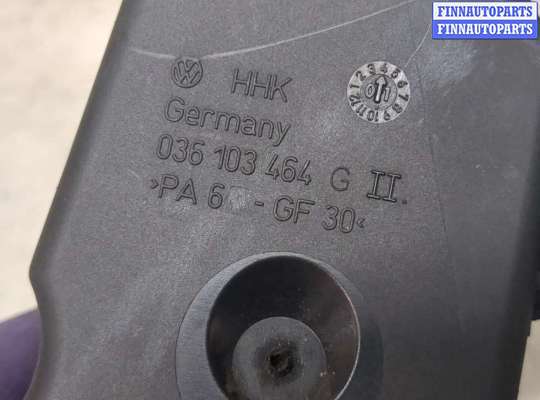 FINNAUTOPARTS
FINNAUTOPARTS
HHK
Germany
036 103 464 G II.
>PA 6 - GF 30<